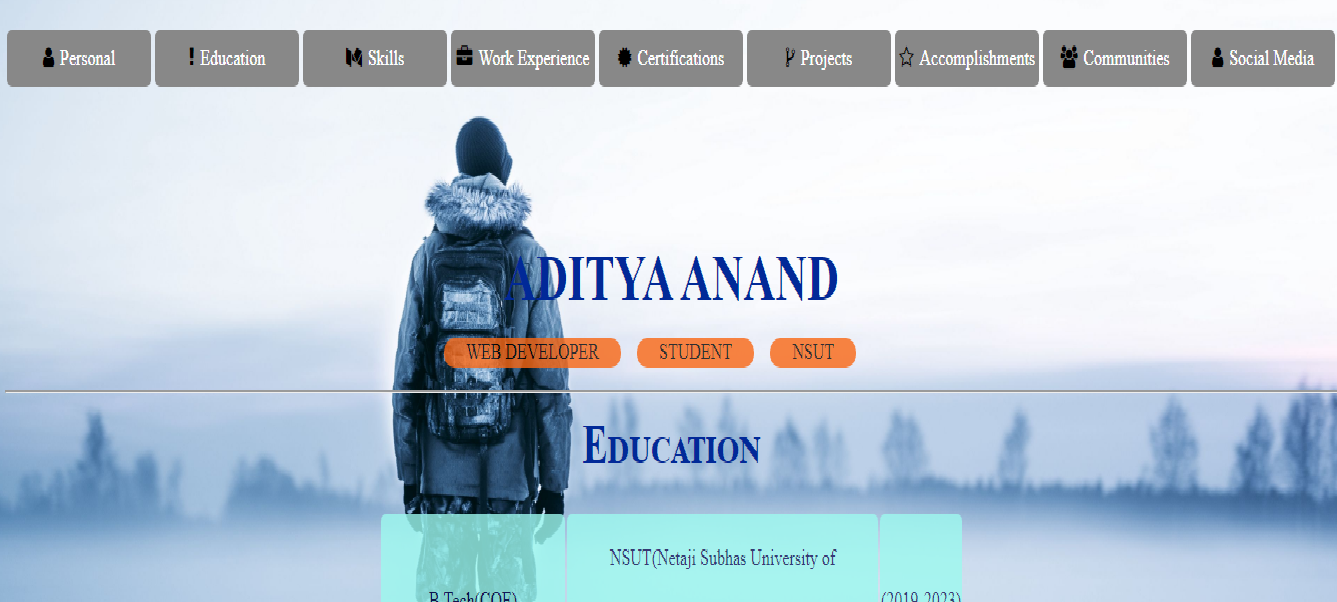 Personal Education Skills Work Experience Certifications Projects Accomplishments Communities Social Media
ADITYA ANAND
WEB DEVELOPER STUDENT NSUT
EDUCATION
NSUT(Netaji Subhas University of
B.Tech(COE) (2019-2023)